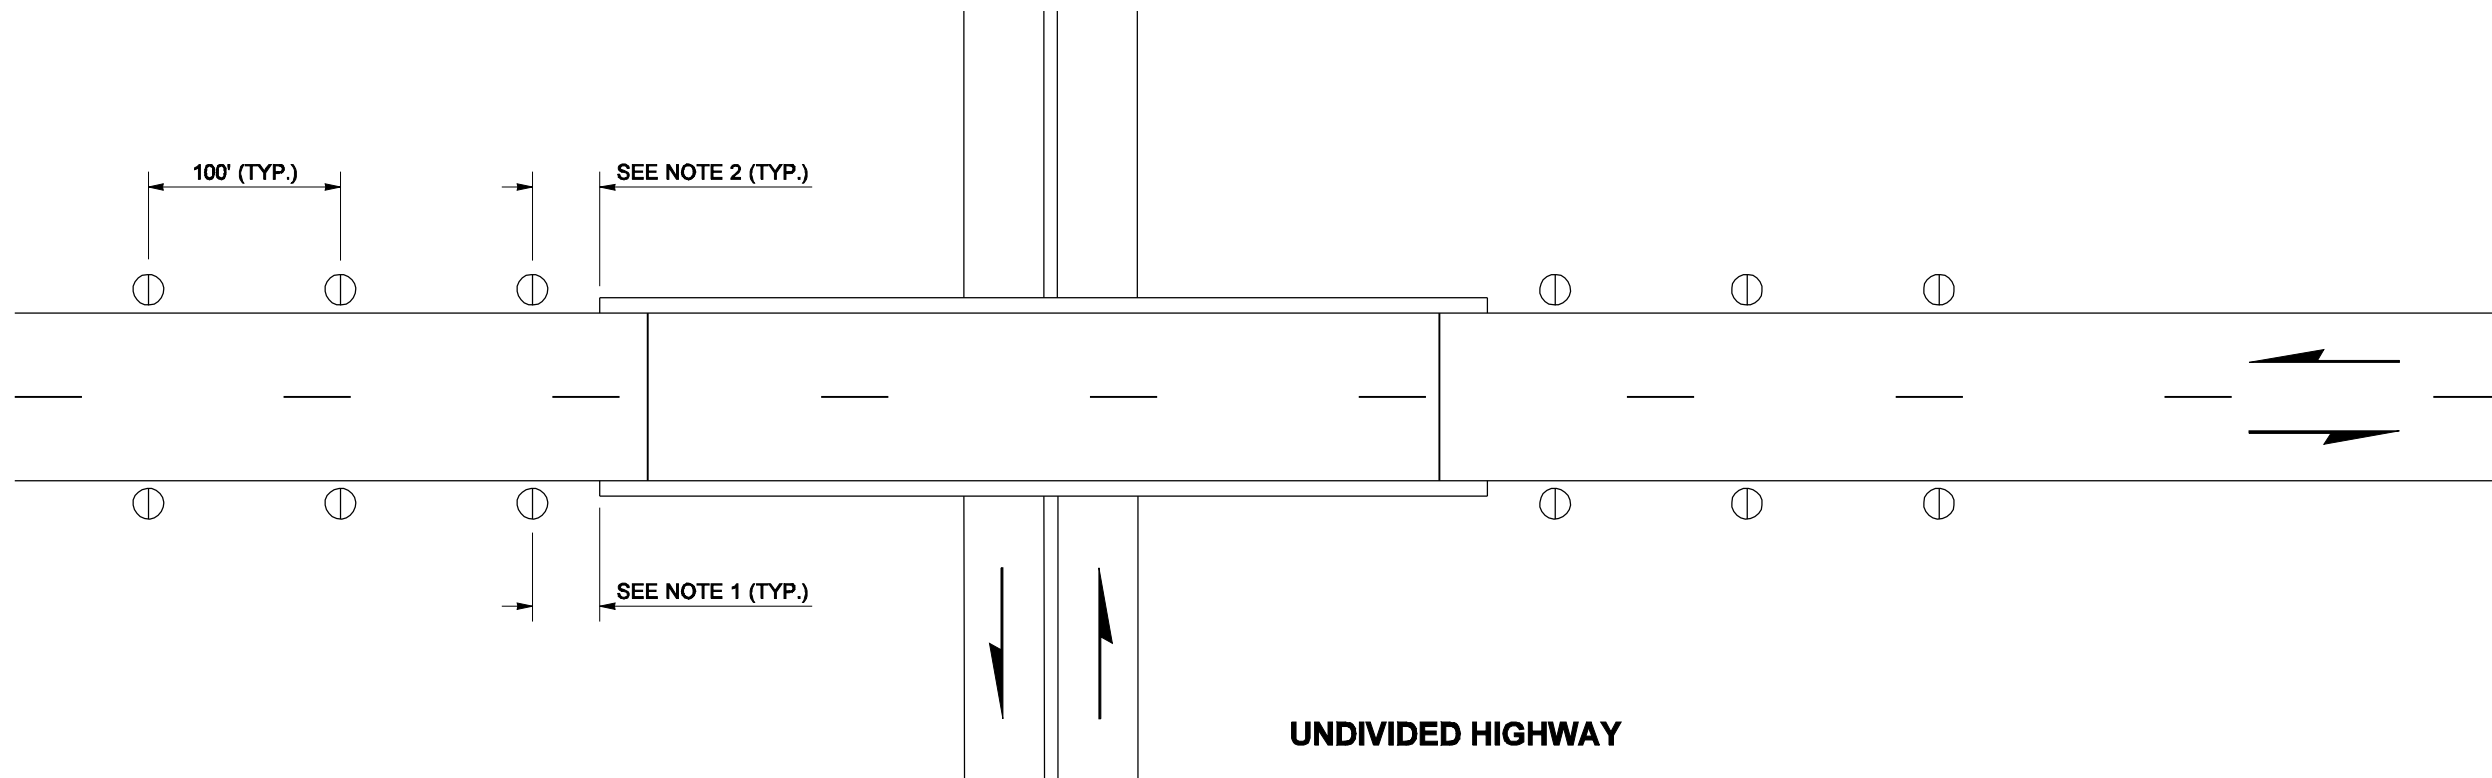 100' (TYP.)
SEE NOTE 2 (TYP.)
SEE NOTE 1 (TYP.)
UNDIVIDED HIGHWAY